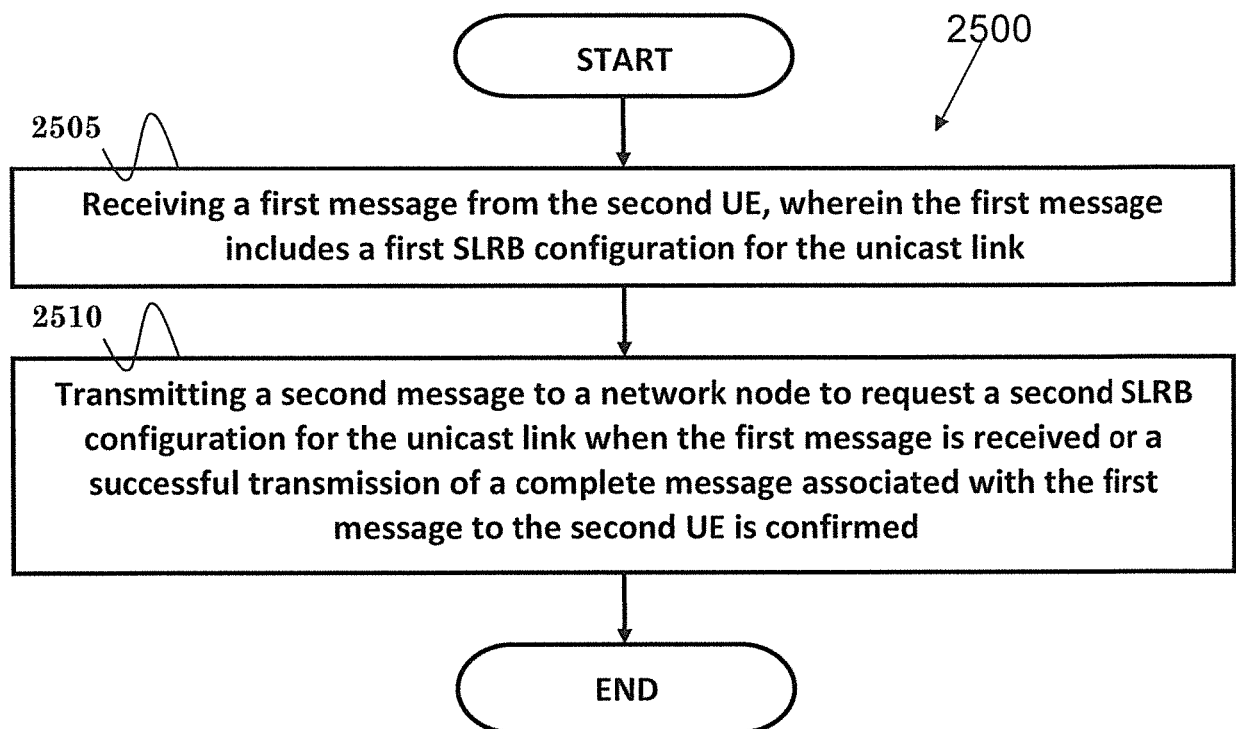 START
2500
2505
Receiving a first message from the second UE, wherein the first message
includes a first SLRB configuration for the unicast link
2510
Transmitting a second message to a network node to request a second SLRB
configuration for the unicast link when the first message is received or a
successful transmission of a complete message associated with the first
message to the second UE is confirmed
END